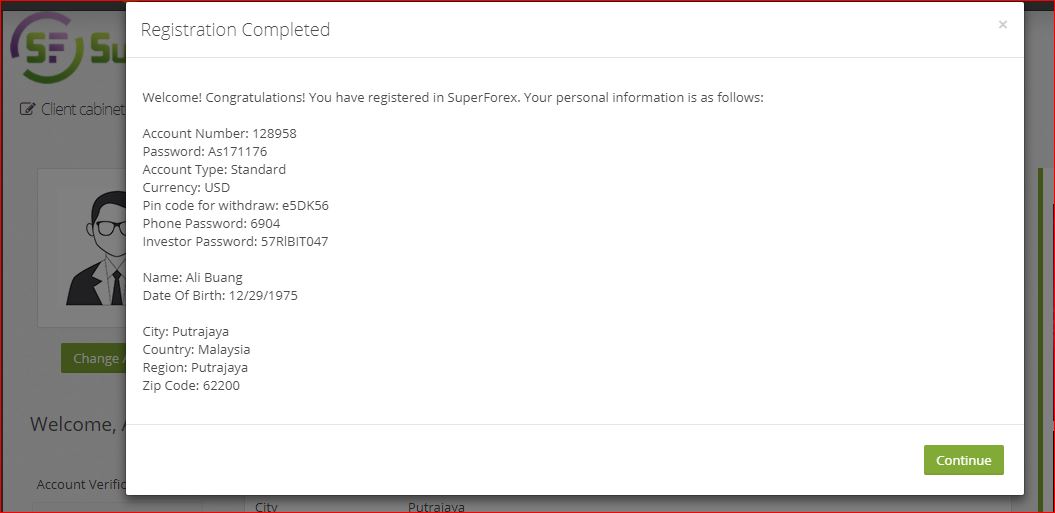 Registration Completed
×
SF Su
Client cabinet
Welcome! Congratulations! You have registered in SuperForex. Your personal information is as follows:
Account Number: 128958
Password: As171176
Account Type: Standard
Currency: USD
Pin code for withdraw: e5DK56
Phone Password: 6904
Investor Password: 57RlBIT047
Name: Ali Buang
Date Of Birth: 12/29/1975
City: Putrajaya
Country: Malaysia
Region: Putrajaya
Zip Code: 62200
Change A
Welcome, A
Continue
Account Verific
City Putrajaya